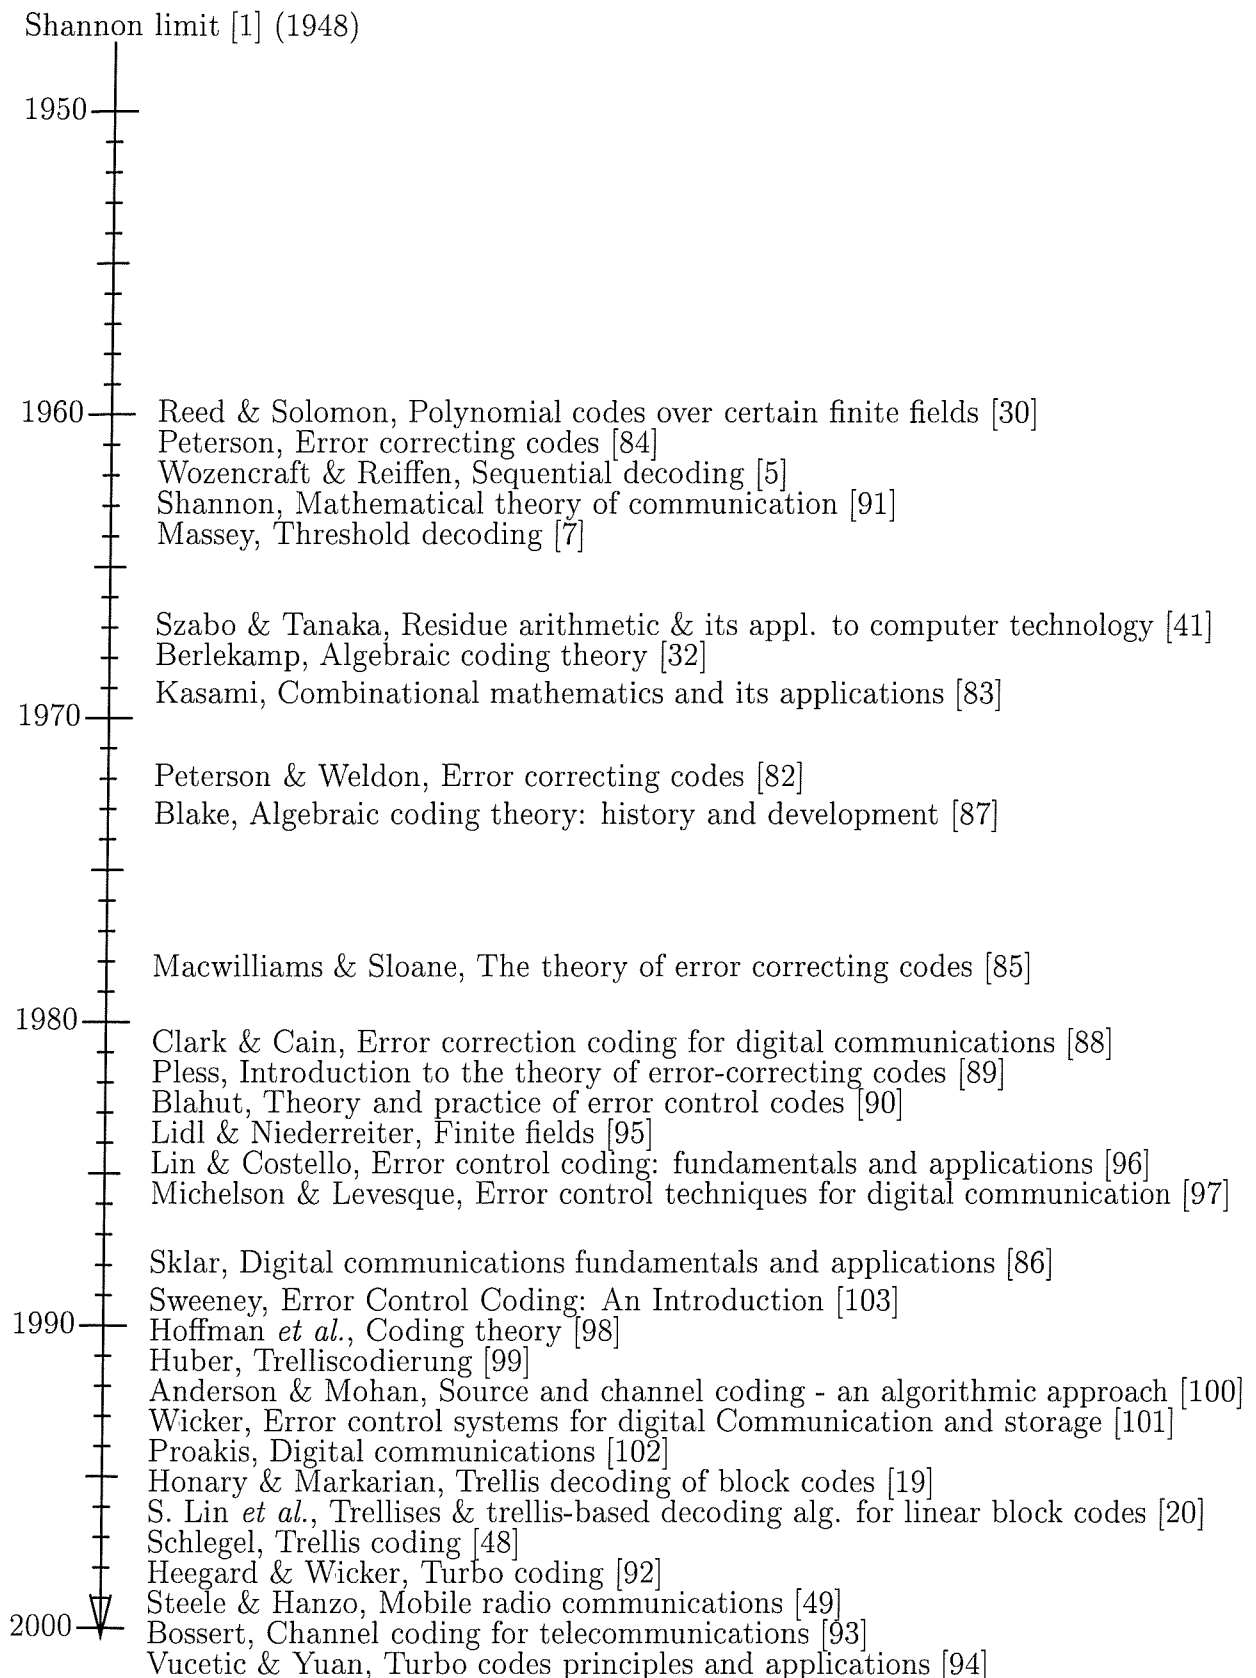 Shannon limit [1] (1948)
1950
1960
Reed & Solomon, Polynomial codes over certain finite fields [30]
Peterson, Error correcting codes [84]
Wozencraft & Reiffen, Sequential decoding [5]
Shannon, Mathematical theory of communication [91]
Massey, Threshold decoding [7]
Szabo & Tanaka, Residue arithmetic & its appl. to computer technology [41]
Berlekamp, Algebraic coding theory [32]
Kasami, Combinational mathematics and its applications [83]
1970
Peterson & Weldon, Error correcting codes [82]
Blake, Algebraic coding theory: history and development [87]
Macwilliams & Sloane, The theory of error correcting codes [85]
1980
Clark & Cain, Error correction coding for digital communications [88]
Pless, Introduction to the theory of error-correcting codes [89]
Blahut, Theory and practice of error control codes [90]
Lidl & Niederreiter, Finite fields [95]
Lin & Costello, Error control coding: fundamentals and applications [96]
Michelson & Levesque, Error control techniques for digital communication [97]
Sklar, Digital communications fundamentals and applications [86]
Sweeney, Error Control Coding: An Introduction [103]
1990
Hoffman et al., Coding theory [98]
Huber, Trelliscodierung [99]
Anderson & Mohan, Source and channel coding - an algorithmic approach [100]
Wicker, Error control systems for digital Communication and storage [101]
Proakis, Digital communications [102]
Honary & Markarian, Trellis decoding of block codes [19]
S. Lin et al., Trellises & trellis-based decoding alg. for linear block codes [20]
Schlegel, Trellis coding [48]
Heegard & Wicker, Turbo coding [92]
Steele & Hanzo, Mobile radio communications [49]
2000
Bossert, Channel coding for telecommunications [93]
Vucetic & Yuan, Turbo codes principles and applications [94]